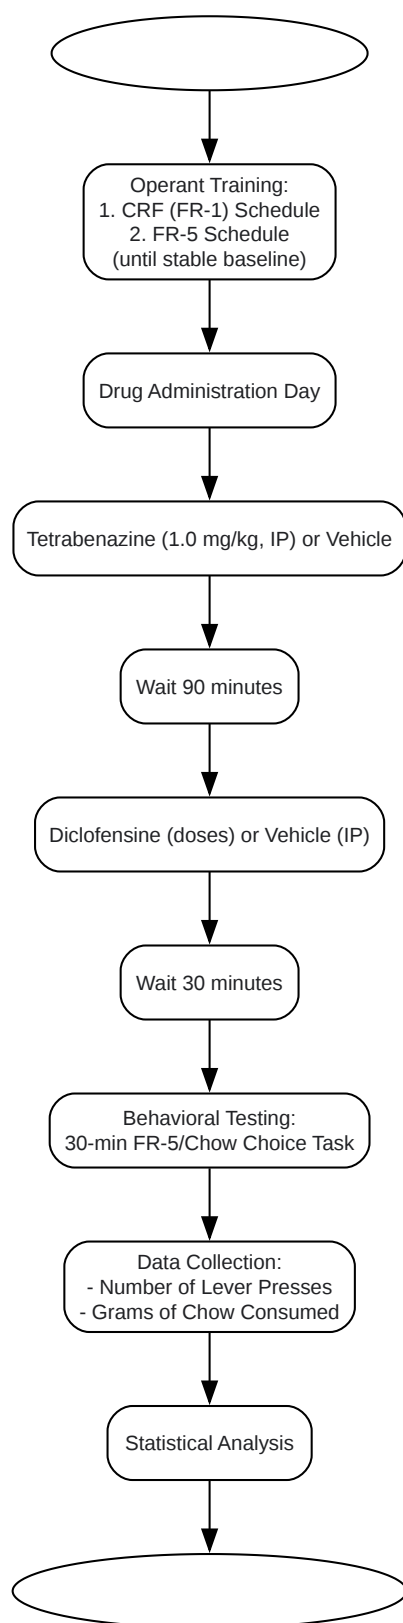 Operant Training:
1. CRF (FR-1) Schedule
2. FR-5 Schedule
(until stable baseline)
Drug Administration Day
Tetrabenazine (1.0 mg/kg, IP) or Vehicle
Wait 90 minutes
Diclofensine (doses) or Vehicle (IP)
Wait 30 minutes
Behavioral Testing:
30-min FR-5/Chow Choice Task
Data Collection:
- Number of Lever Presses
- Grams of Chow Consumed
Statistical Analysis